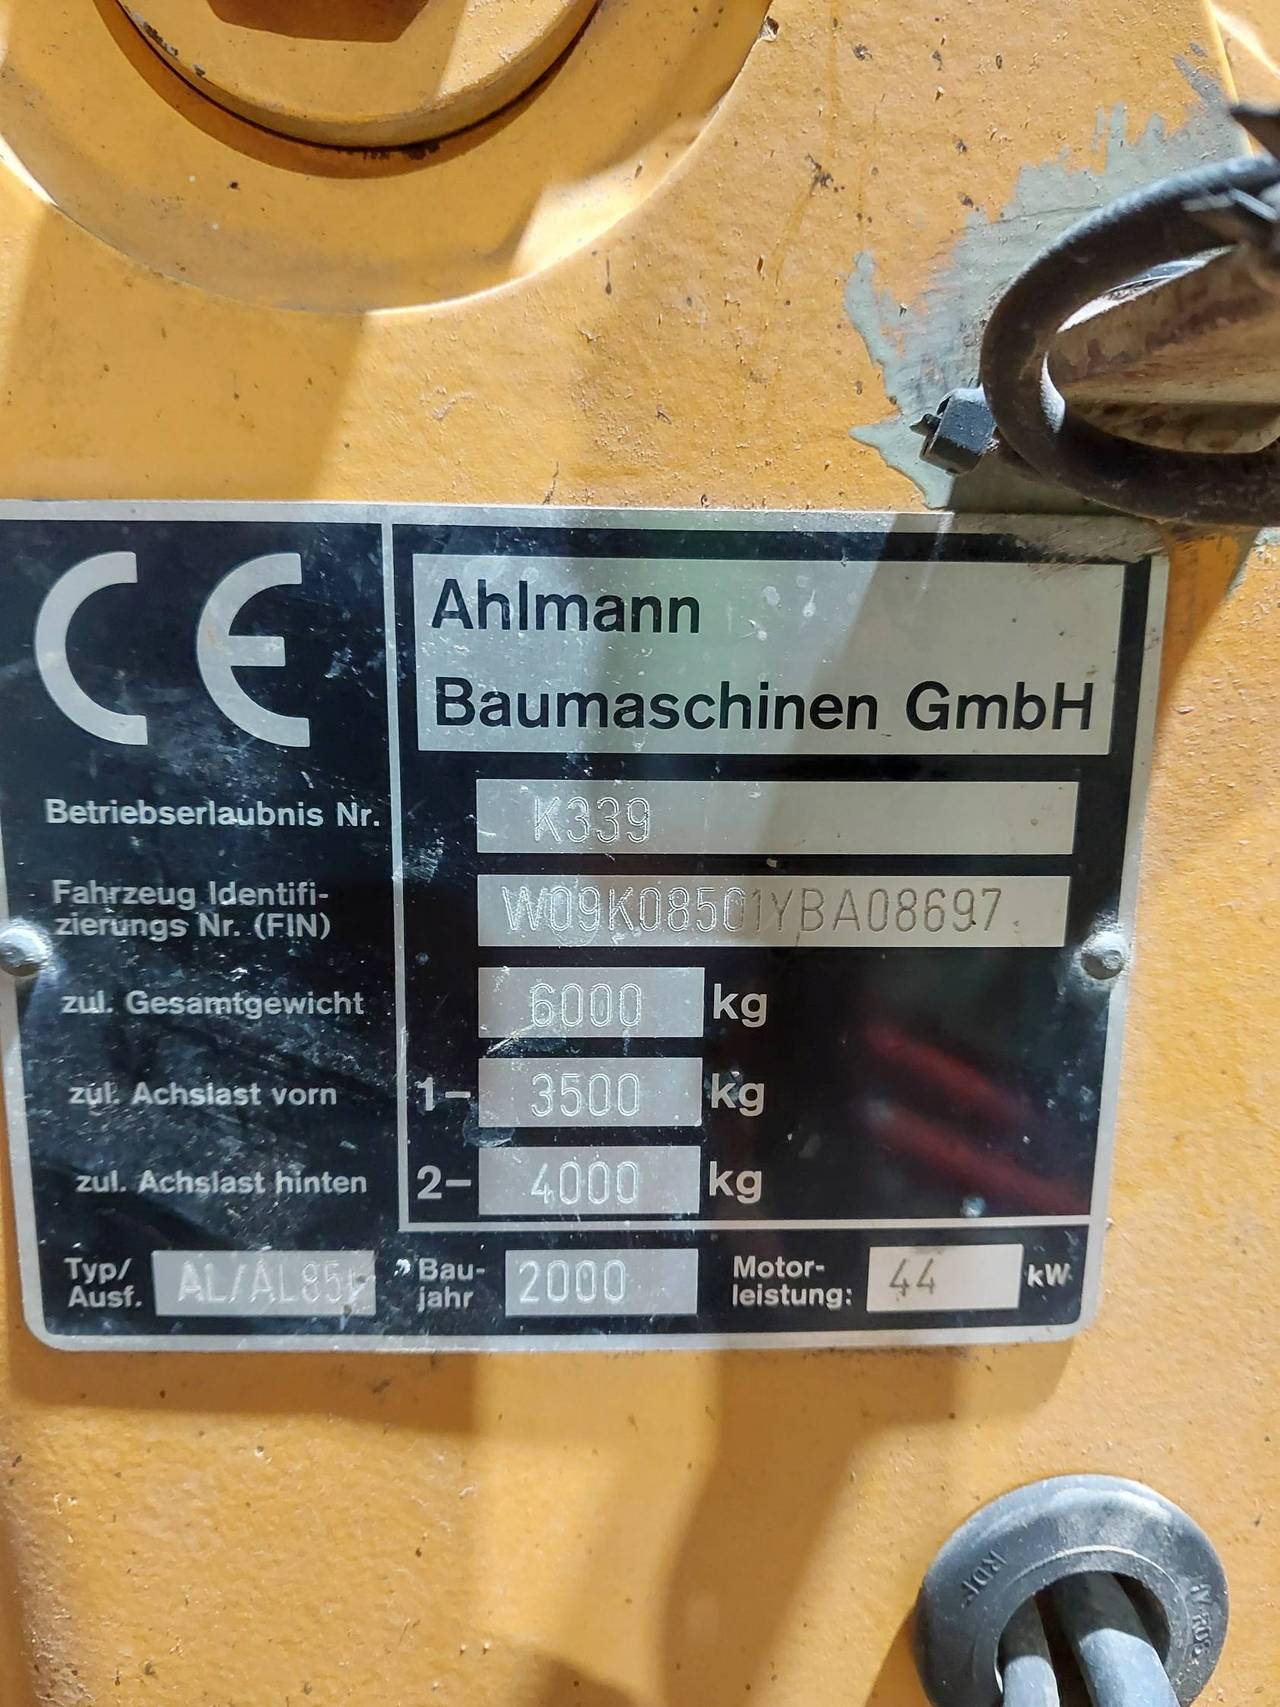 CE
Ahlmann
Baumaschinen GmbH
Betriebserlaubnis Nr. K339
Fahrzeug Identifi-
zierungs Nr. (FIN) W09K08501YBA08697
zul. Gesamtgewicht 6000 kg
zul. Achslast vorn 1- 3500 kg
zul. Achslast hinten 2- 4000 kg
Typ/
Ausf.
Bau-
jahr 2000
Motor-
leistung: 44 kW
RDF